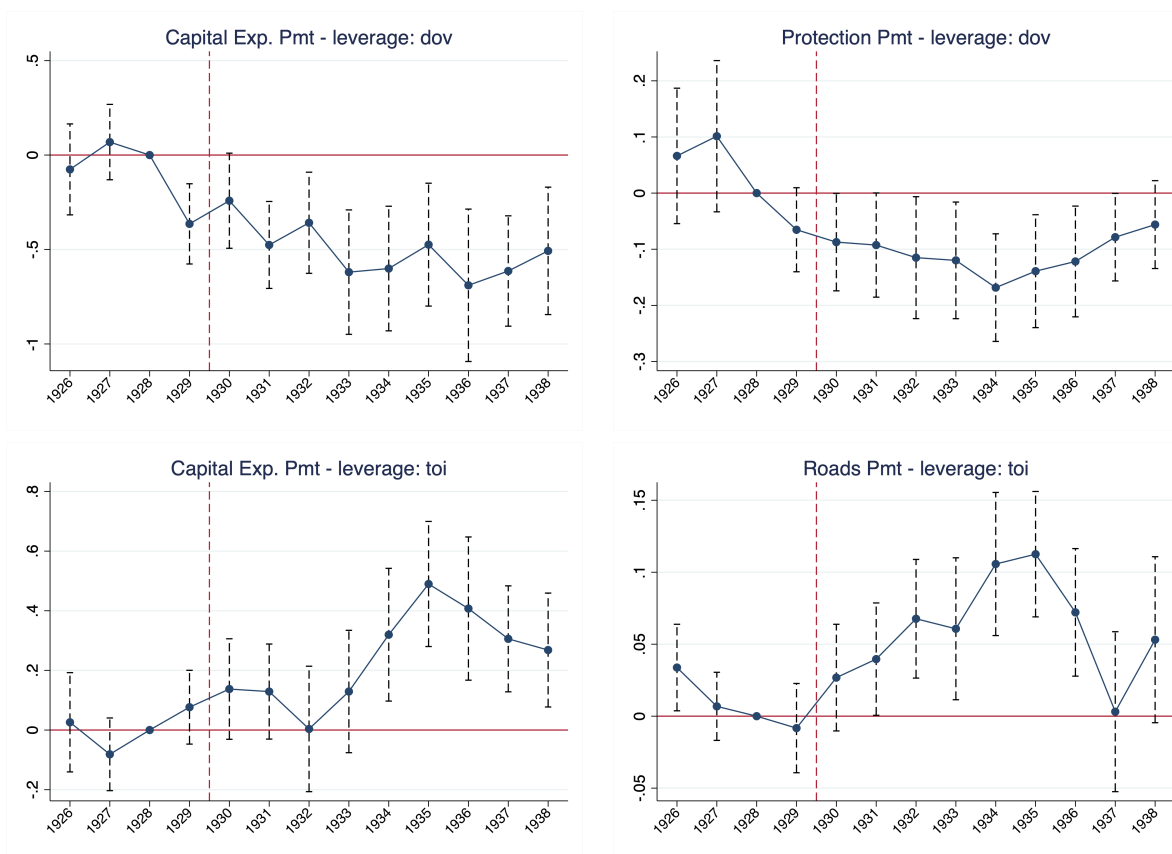 Capital Exp. Pmt - leverage: dov
.5
0
-.5
-1
1926 1927 1928 1929 1930 1931 1932 1933 1934 1935 1936 1937 1938
Protection Pmt - leverage: dov
.2
.1
0
-.1
-.2
-.3
1926 1927 1928 1929 1930 1931 1932 1933 1934 1935 1936 1937 1938
Capital Exp. Pmt - leverage: toi
.8
.6
.4
.2
0
-.2
1926 1927 1928 1929 1930 1931 1932 1933 1934 1935 1936 1937 1938
Roads Pmt - leverage: toi
.15
.1
.05
0
-.05
1926 1927 1928 1929 1930 1931 1932 1933 1934 1935 1936 1937 1938